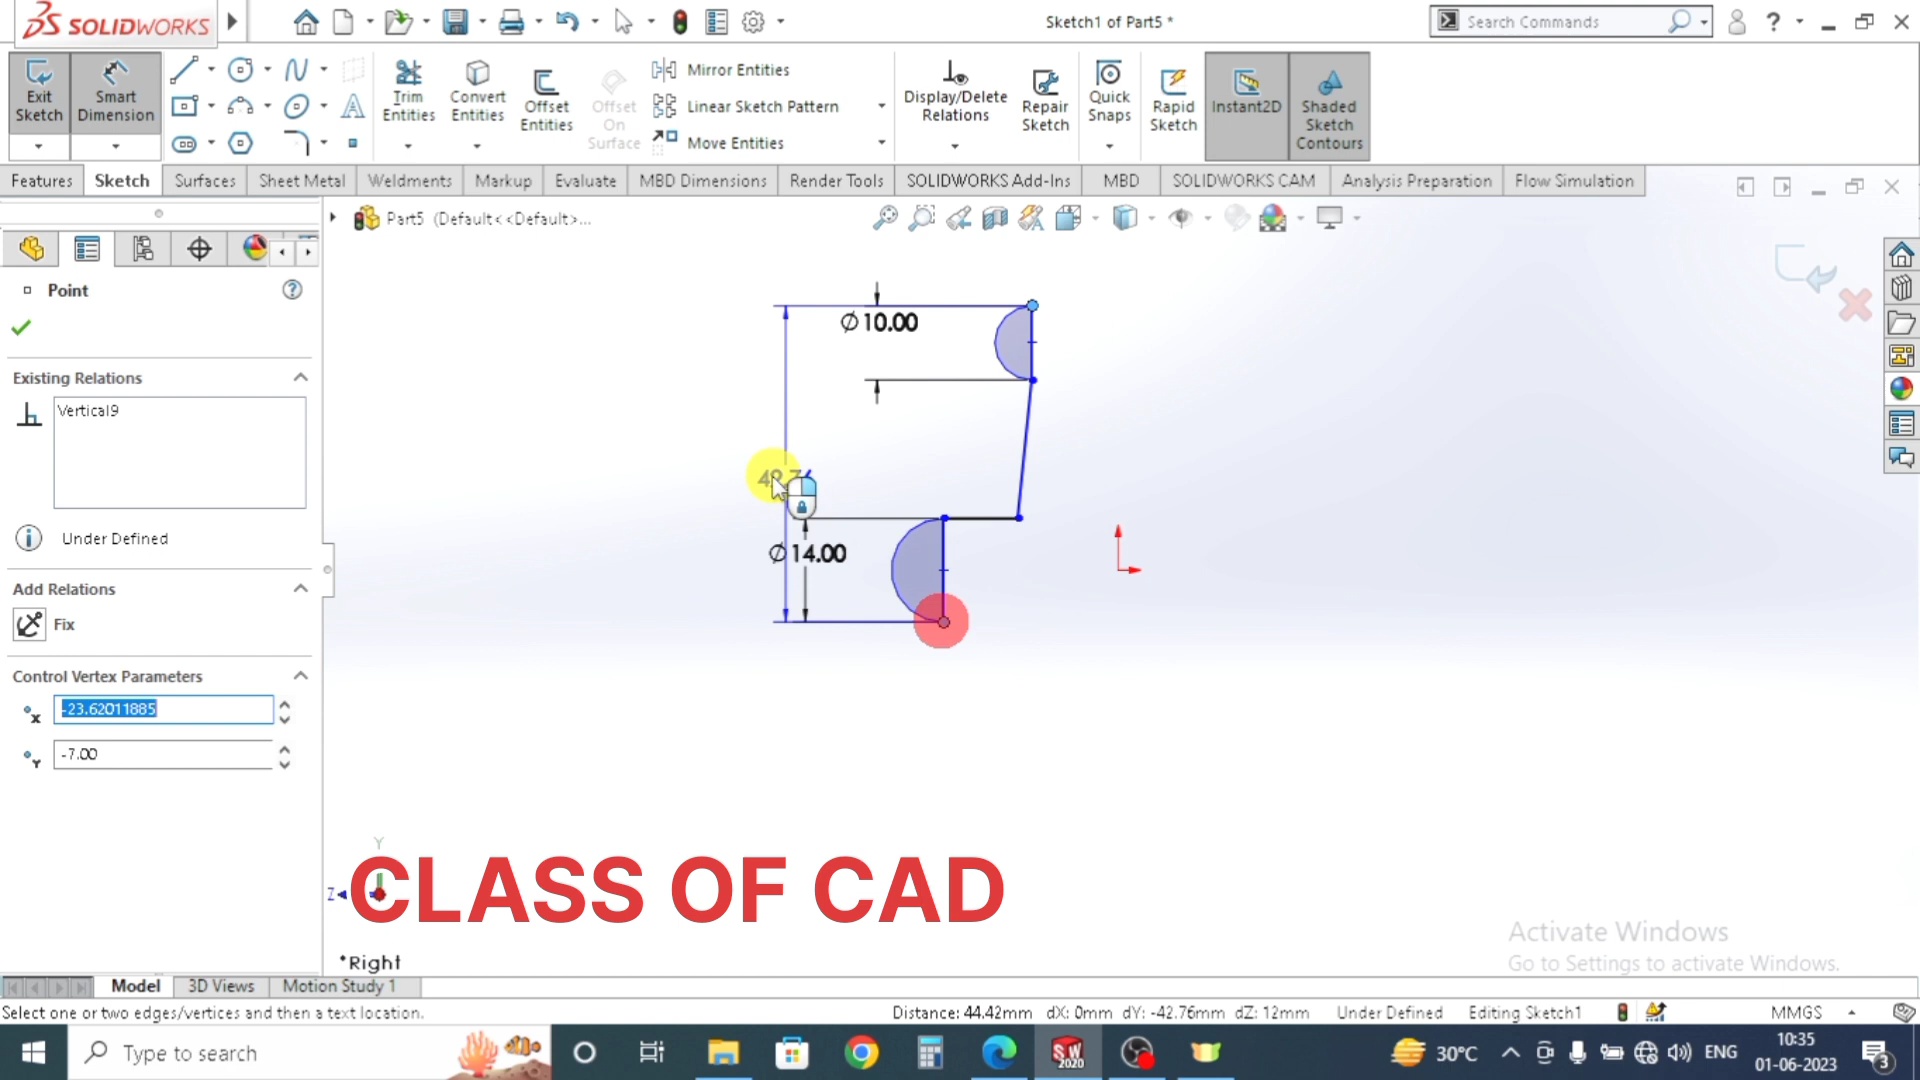 SOLIDWORKS
Sketch1 of Part5 *
Search Commands
Exit Sketch
Smart Dimension
Trim Entities
Convert Entities
Offset Entities
Offset On Surface
Mirror Entities
Linear Sketch Pattern
Move Entities
Display/Delete Relations
Repair Sketch
Quick Snaps
Rapid Sketch
Instant2D
Shaded Sketch Contours
Features
Sketch
Surfaces
Sheet Metal
Weldments
Markup
Evaluate
MBD Dimensions
Render Tools
SOLIDWORKS Add-Ins
MBD
SOLIDWORKS CAM
Analysis Preparation
Flow Simulation
Part5 (Default<<Default>...
Point
Existing Relations
Vertical9
Under Defined
Add Relations
Fix
Control Vertex Parameters
X
-23.62011885
Y
-7.00
∅10.00
∅14.00
Y
Z
CLASS OF CAD
*Right
Activate Windows
Go to Settings to activate Windows.
Model
3D Views
Motion Study 1
Select one or two edges/vertices and then a text location.
Distance: 44.42mm dX: 0mm dY: -42.76mm dZ: 12mm
Under Defined
Editing Sketch1
MMGS
Type to search
SW
2020
30°C
ENG
10:35
01-06-2023
3